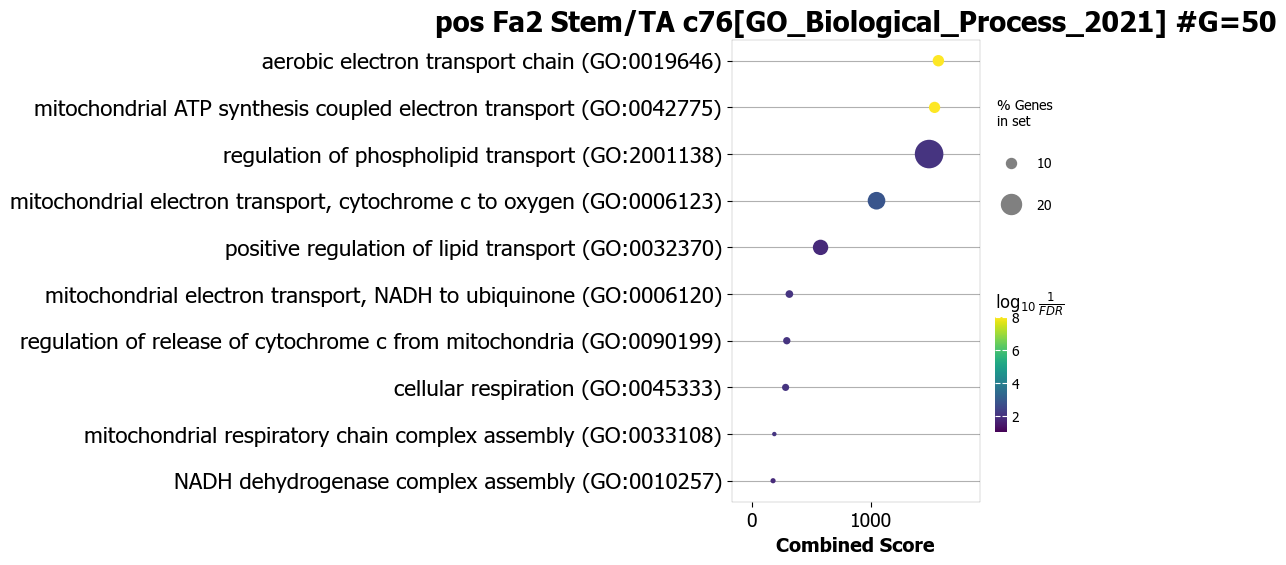 pos Fa2 Stem/TA c76[GO_Biological_Process_2021] #G=50
aerobic electron transport chain (GO:0019646)
mitochondrial ATP synthesis coupled electron transport (GO:0042775)
regulation of phospholipid transport (GO:2001138)
mitochondrial electron transport, cytochrome c to oxygen (GO:0006123)
positive regulation of lipid transport (GO:0032370)
mitochondrial electron transport, NADH to ubiquinone (GO:0006120)
regulation of release of cytochrome c from mitochondria (GO:0090199)
cellular respiration (GO:0045333)
mitochondrial respiratory chain complex assembly (GO:0033108)
NADH dehydrogenase complex assembly (GO:0010257)
0 1000
Combined Score
% Genes
in set
10
20
log₁₀ 1/FDR
8
6
4
2